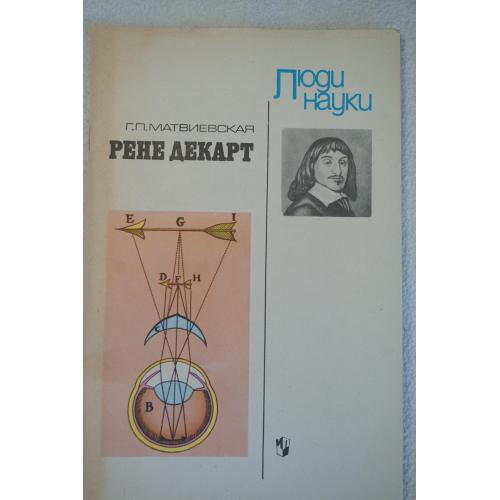 Люди
науки
Г.П.МАТВИЕВСКАЯ
РЕНЕ ДЕКАРТ
E G I
D F H
C
B